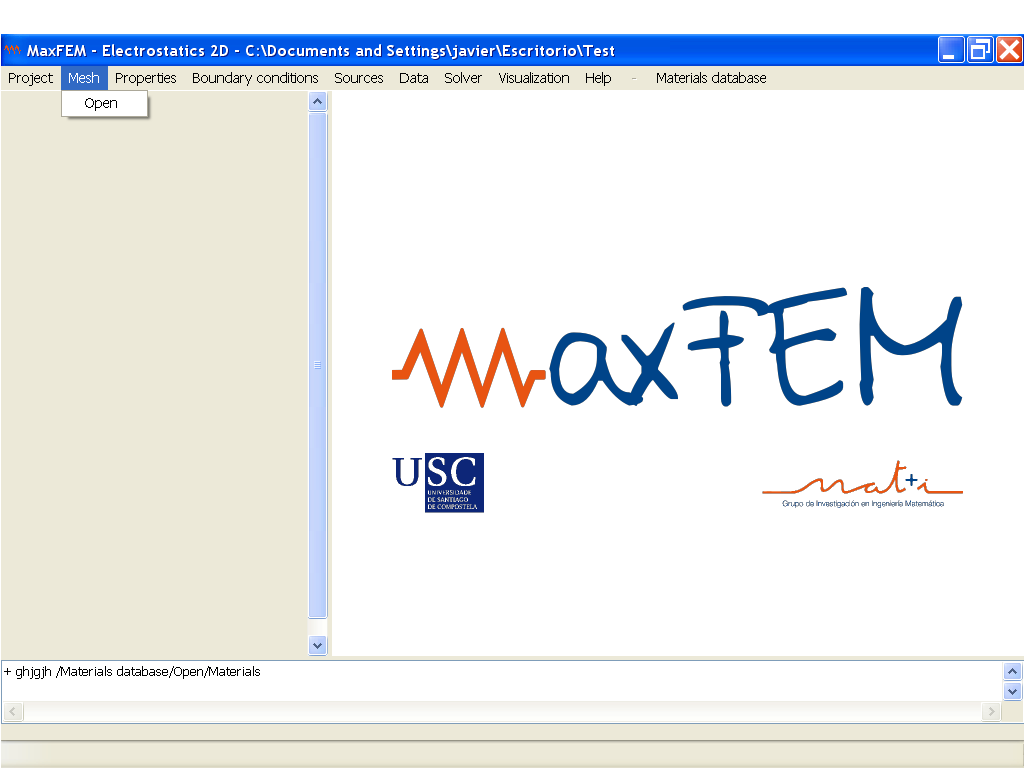 MaxFEM - Electrostatics 2D - C:\Documents and Settings\javier\Escritorio\Test
Project Mesh Properties Boundary conditions Sources Data Solver Visualization Help - Materials database
Open
maxFEM
USC
UNIVERSIDADE
DE SANTIAGO
DE COMPOSTELA
mat+i
Grupo de Investigación en Ingeniería Matemática
+ ghjgjh /Materials database/Open/Materials